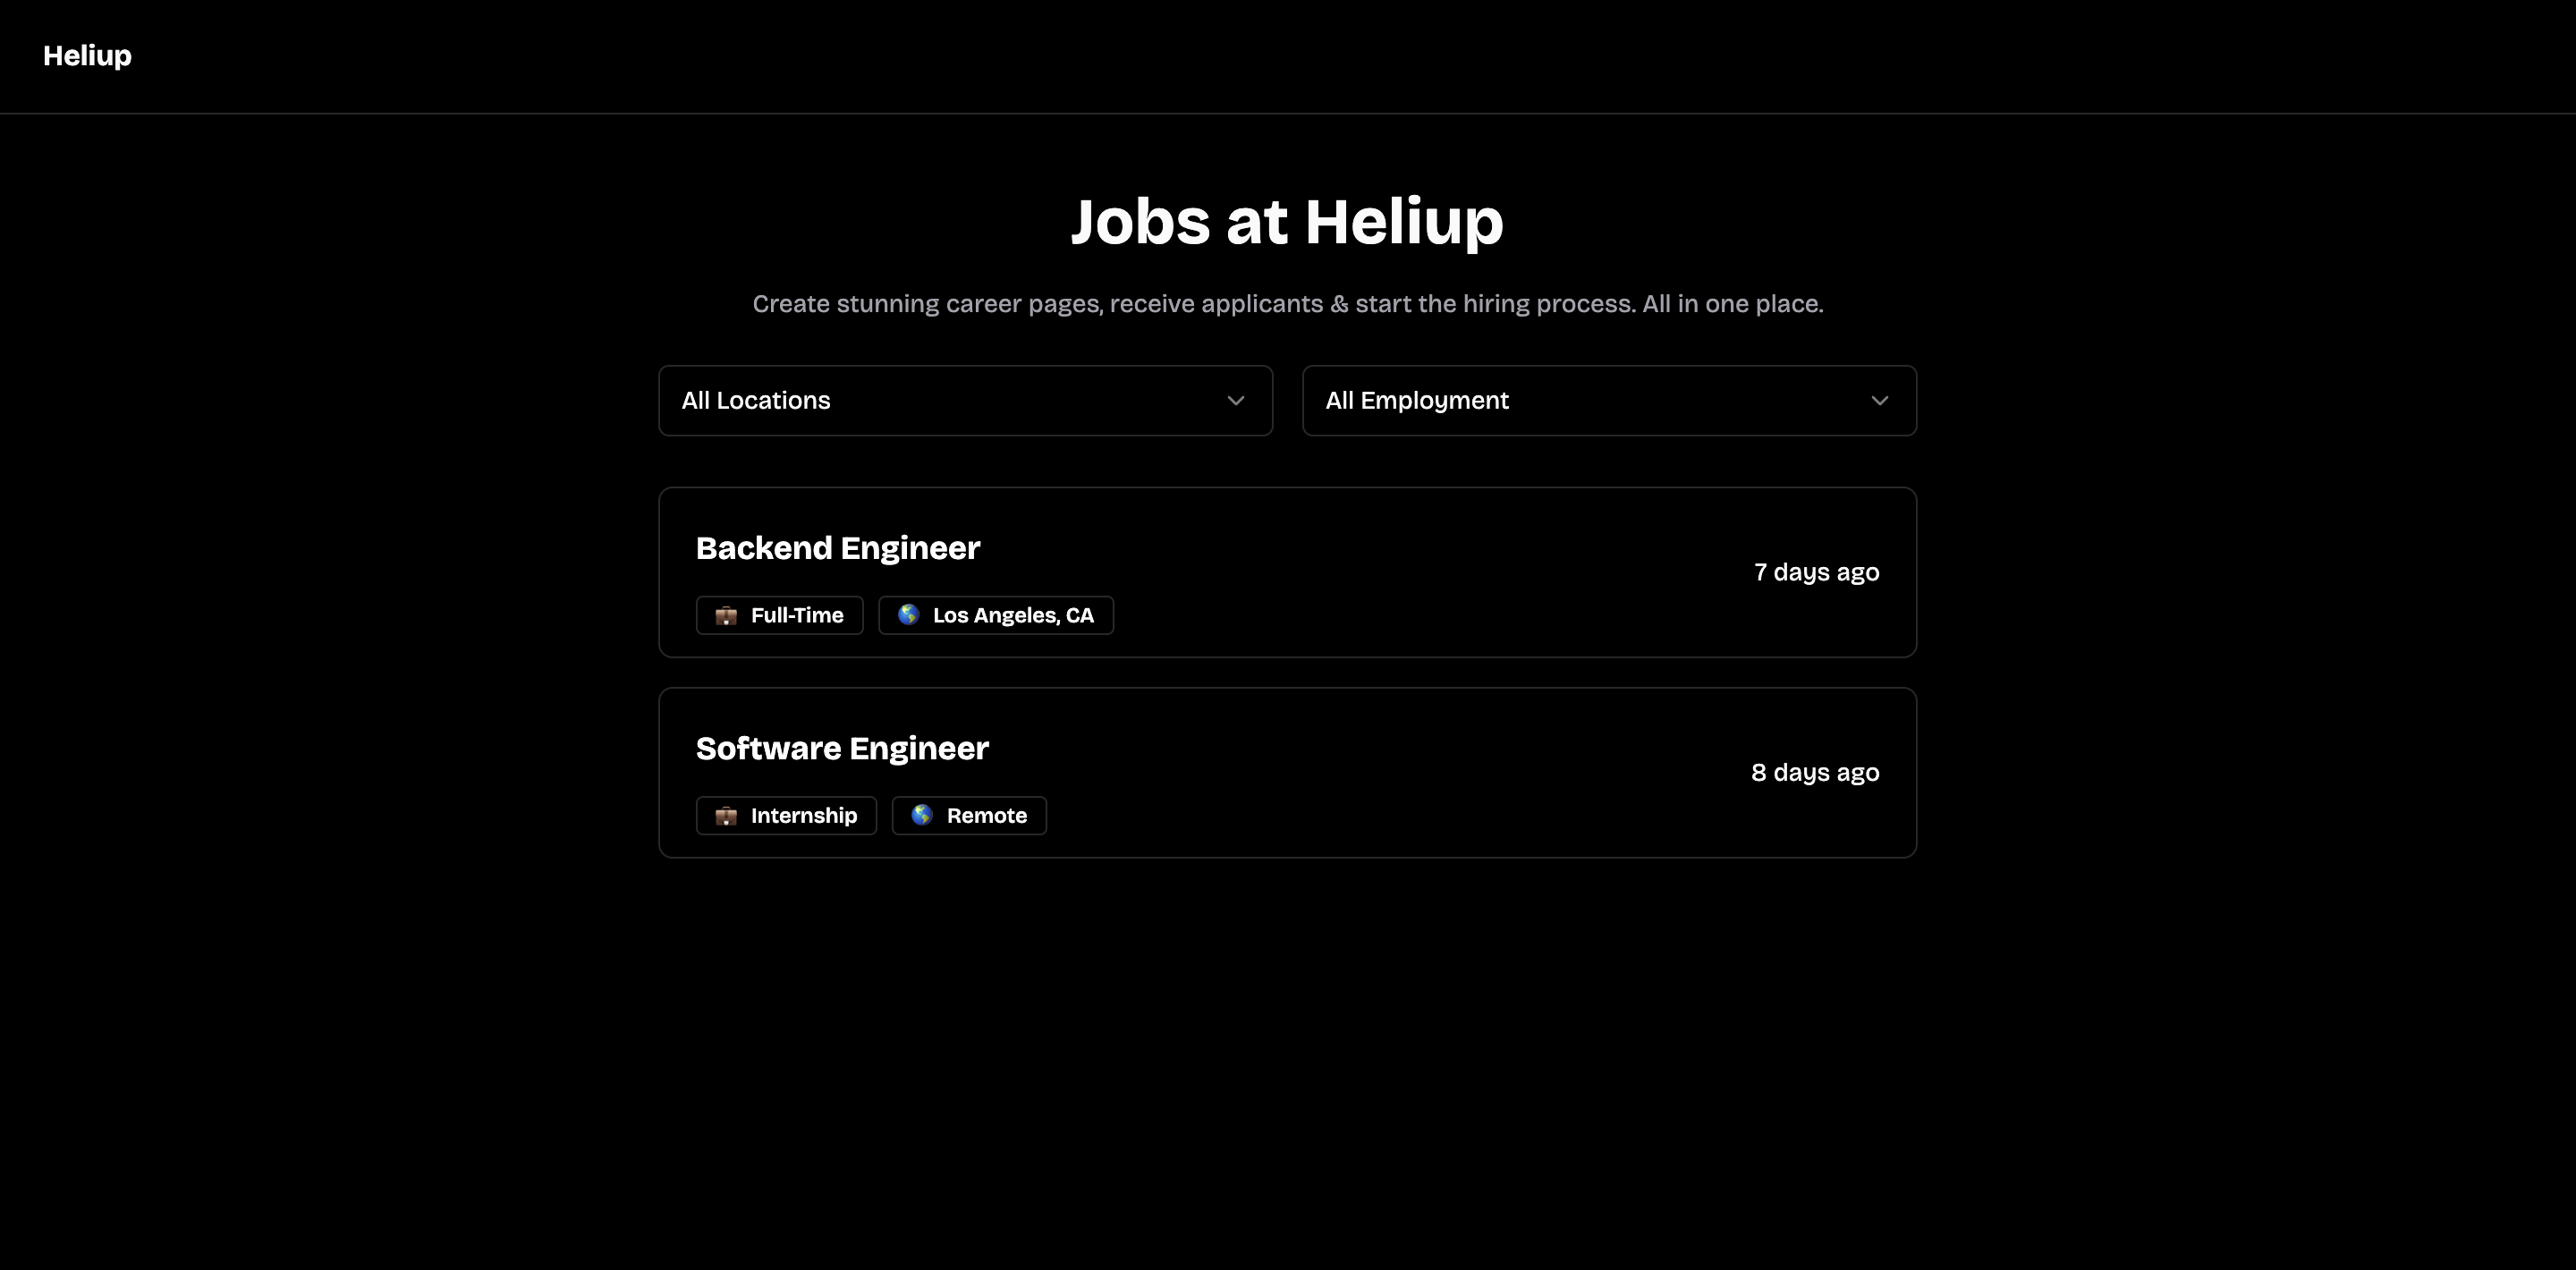 Heliup
Jobs at Heliup
Create stunning career pages, receive applicants & start the hiring process. All in one place.
All Locations
All Employment
Backend Engineer
7 days ago
Full-Time
Los Angeles, CA
Software Engineer
8 days ago
Internship
Remote